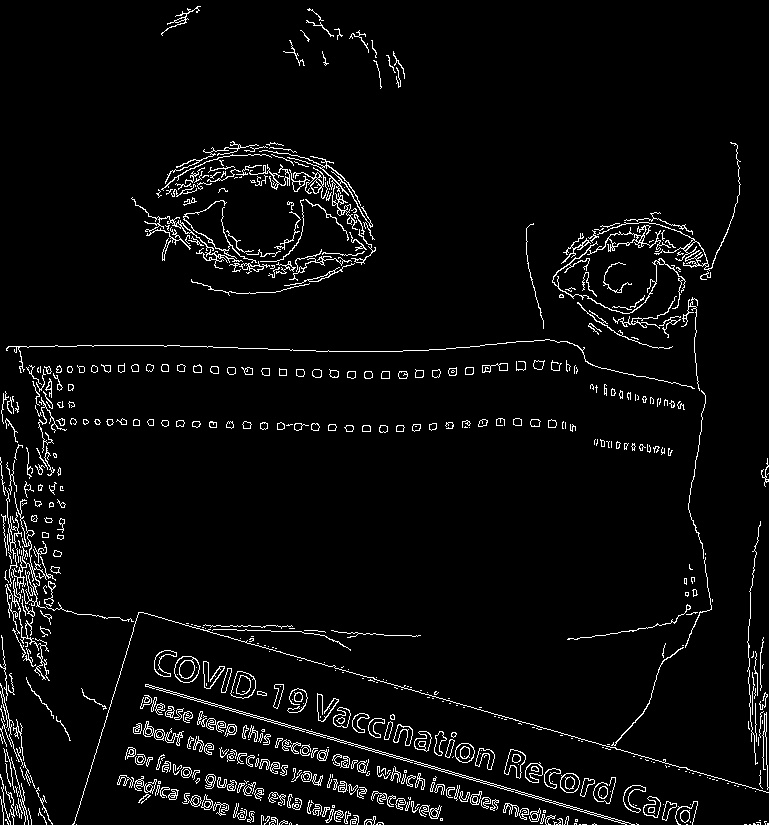 COVID-19 Vaccination Record Card
Please keep this record card, which includes medical
about the vaccines you have received.
Por favor, guarde esta tarjeta de
médica sobre las